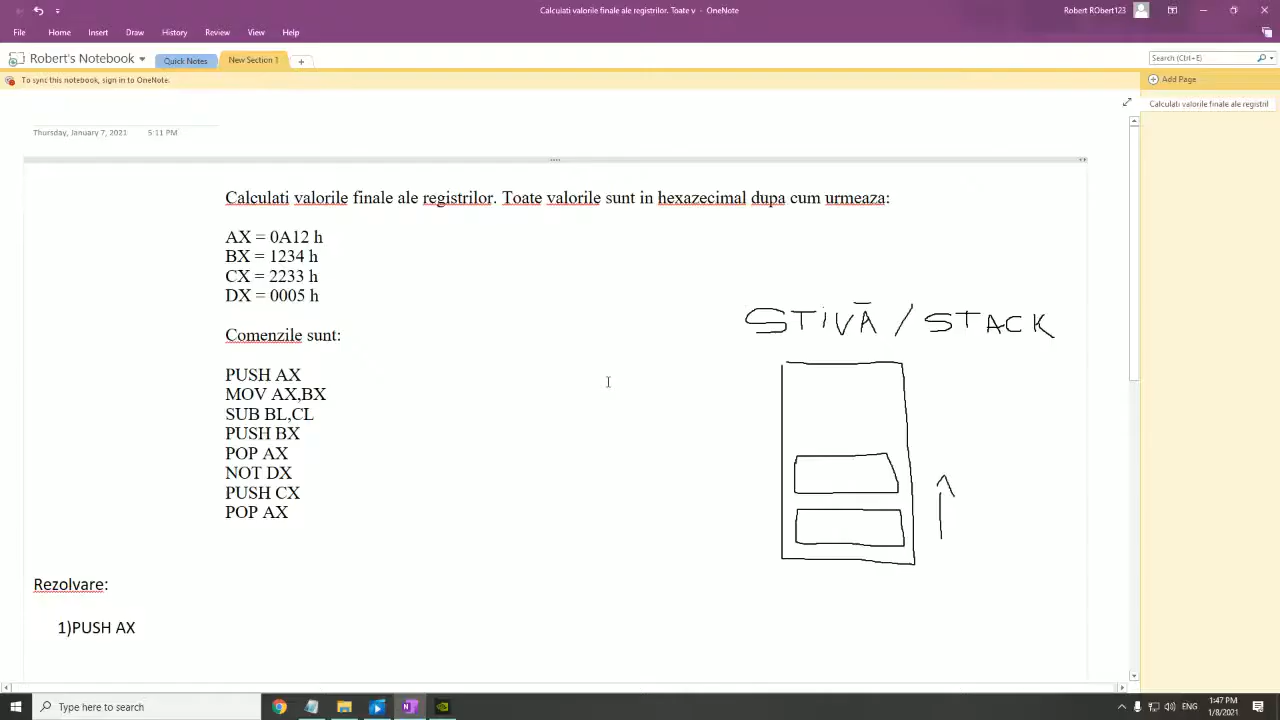 Calculati valorile finale ale registrilor. Toate v - OneNote
Robert RObert123
File Home Insert Draw History Review View Help
Robert's Notebook Quick Notes New Section 1 +
Search (Ctrl+E)
To sync this notebook, sign in to OneNote.
Add Page
Calculati valorile finale ale registril
Thursday, January 7, 2021 5:11 PM
Calculati valorile finale ale registrilor. Toate valorile sunt in hexazecimal dupa cum urmeaza:
AX = 0A12 h
BX = 1234 h
CX = 2233 h
DX = 0005 h
STIVĀ / STACK
Comenzile sunt:
PUSH AX
MOV AX,BX
SUB BL,CL
PUSH BX
POP AX
NOT DX
PUSH CX
POP AX
Rezolvare:
1)PUSH AX
Type here to search
1:47 PM
1/8/2021